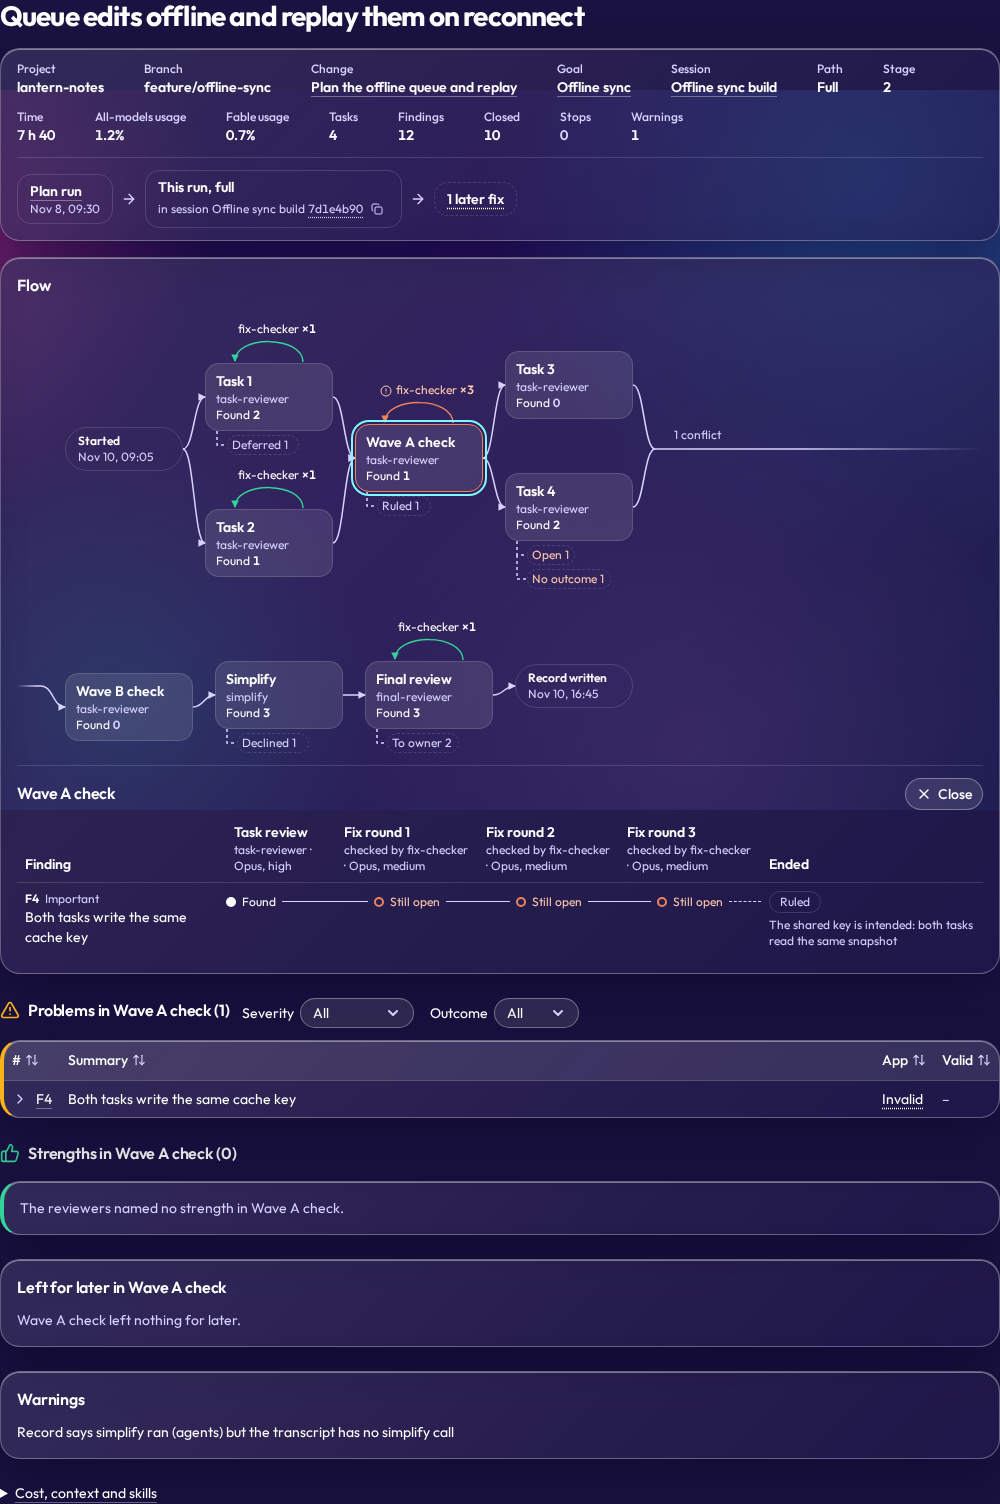 Queue edits offline and replay them on reconnect
Project
lantern-notes
Branch
feature/offline-sync
Change
Plan the offline queue and replay
Goal
Offline sync
Session
Offline sync build
Path
Full
Stage
2
Time
7 h 40
All-models usage
1.2%
Fable usage
0.7%
Tasks
4
Findings
12
Closed
10
Stops
0
Warnings
1
Plan run
Nov 8, 09:30
This run, full
in session Offline sync build 7d1e4b90
1 later fix
Flow
Started
Nov 10, 09:05
fix-checker ×1
Task 1
task-reviewer
Found 2
Deferred 1
fix-checker ×1
Task 2
task-reviewer
Found 1
fix-checker ×3
Wave A check
task-reviewer
Found 1
Ruled 1
Task 3
task-reviewer
Found 0
Task 4
task-reviewer
Found 2
Open 1
No outcome 1
1 conflict
Wave B check
task-reviewer
Found 0
Simplify
simplify
Found 3
Declined 1
fix-checker ×1
Final review
final-reviewer
Found 3
To owner 2
Record written
Nov 10, 16:45
Wave A check
Close
Finding
Task review
task-reviewer ·
Opus, high
Fix round 1
checked by fix-checker
· Opus, medium
Fix round 2
checked by fix-checker
· Opus, medium
Fix round 3
checked by fix-checker
· Opus, medium
Ended
F4 Important
Both tasks write the same
cache key
Found
Still open
Still open
Still open
Ruled
The shared key is intended: both tasks
read the same snapshot
Problems in Wave A check (1)
Severity
All
Outcome
All
# Summary App Valid
F4 Both tasks write the same cache key Invalid –
Strengths in Wave A check (0)
The reviewers named no strength in Wave A check.
Left for later in Wave A check
Wave A check left nothing for later.
Warnings
Record says simplify ran (agents) but the transcript has no simplify call
Cost, context and skills